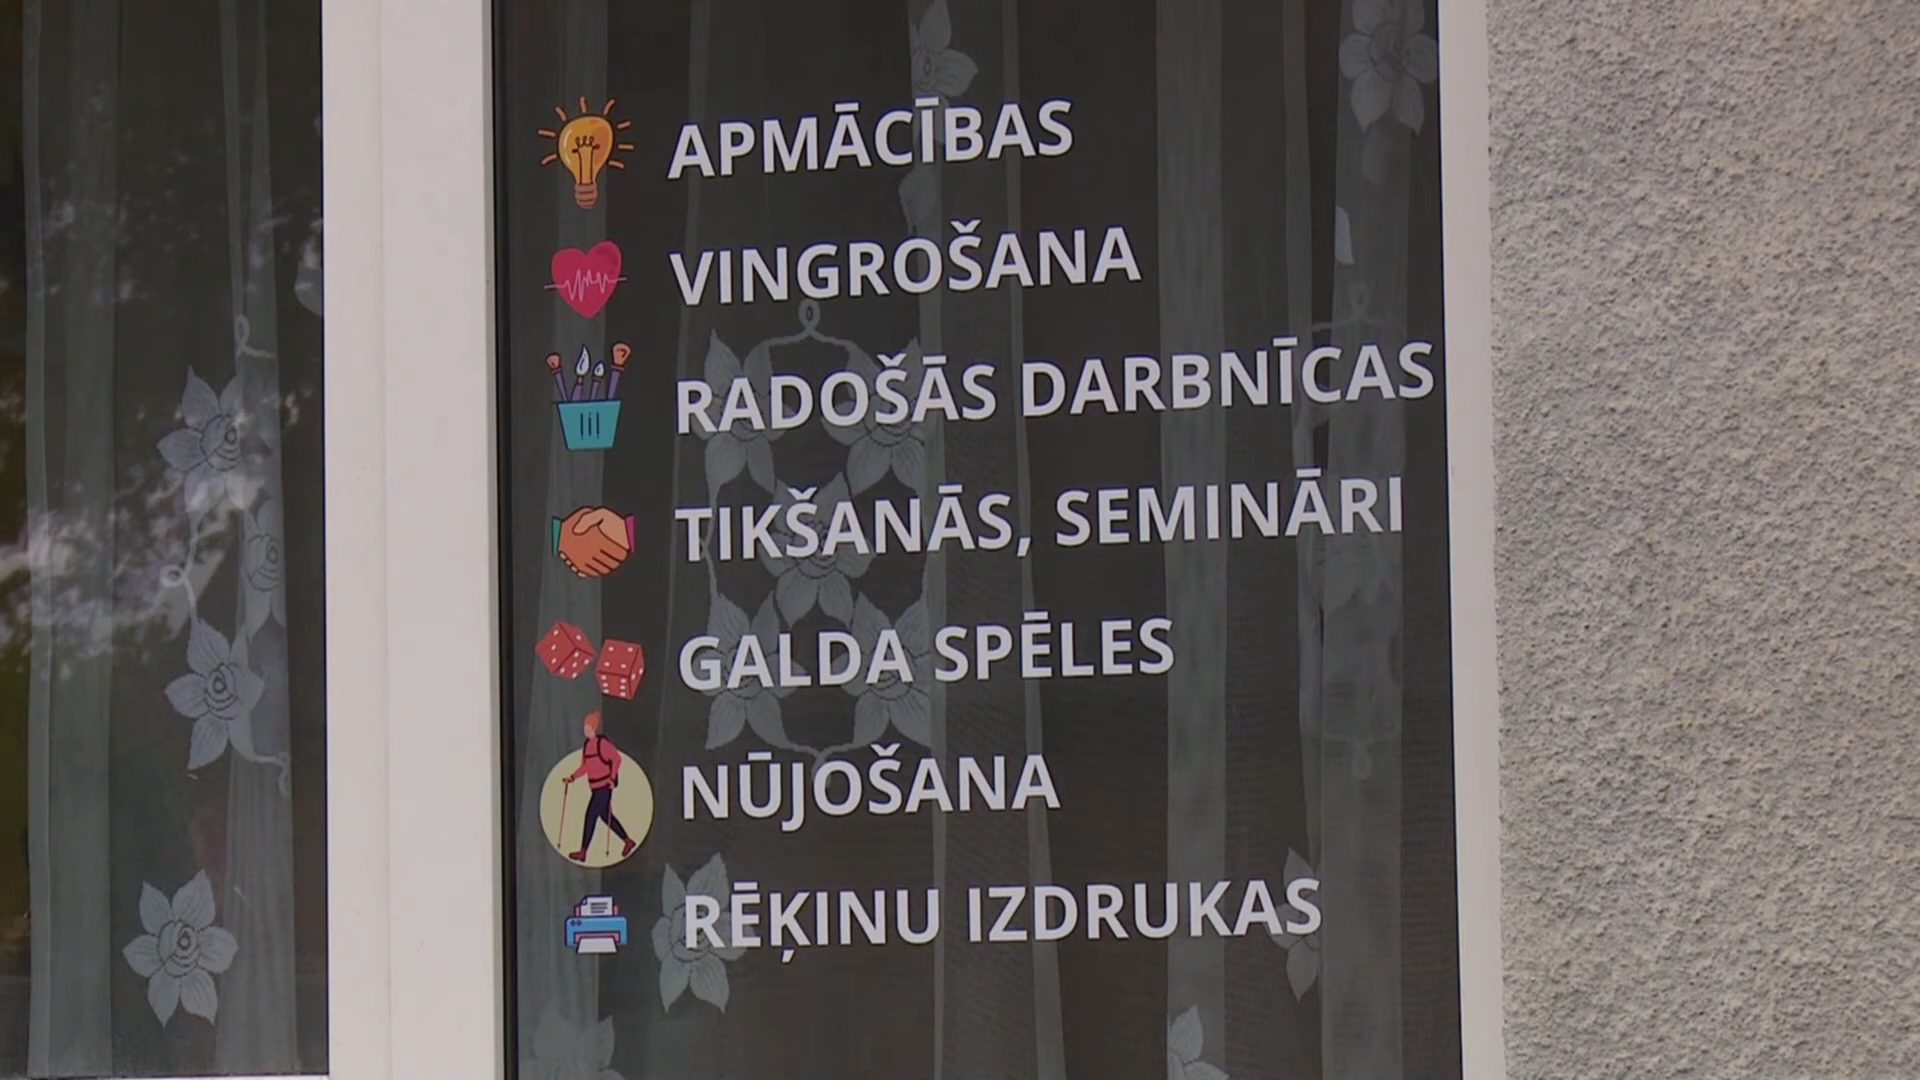 APMĀCĪBAS
VINGROŠANA
RADOŠĀS DARBNĪCAS
TIKŠANĀS, SEMINĀRI
GALDA SPĒLES
NŪJOŠANA
RĒĶINU IZDRUKAS